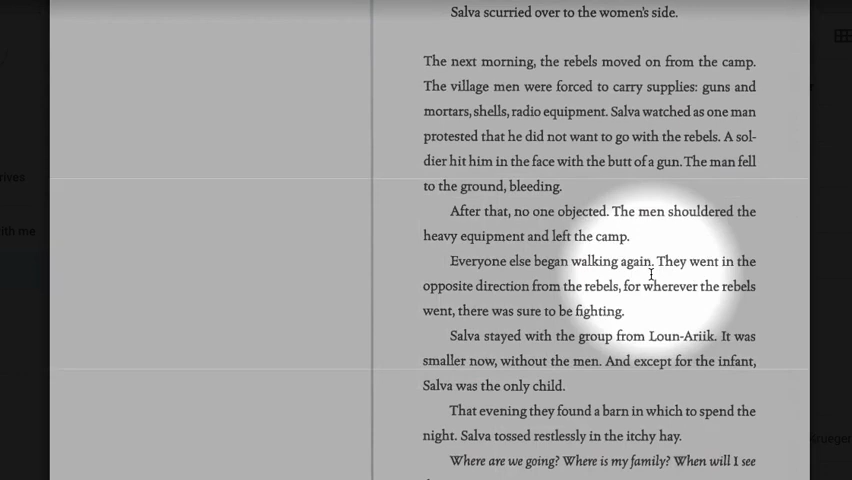 Salva scurried over to the women's side.
The next morning, the rebels moved on from the camp.
The village men were forced to carry supplies: guns and
mortars, shells, radio equipment. Salva watched as one man
protested that he did not want to go with the rebels. A sol-
dier hit him in the face with the butt of a gun. The man fell
to the ground, bleeding.
After that, no one objected. The men shouldered the
heavy equipment and left the camp.
Everyone else began walking again. They went in the
opposite direction from the rebels, for wherever the rebels
went, there was sure to be fighting.
Salva stayed with the group from Loun-Ariik. It was
smaller now, without the men. And except for the infant,
Salva was the only child.
That evening they found a barn in which to spend the
night. Salva tossed restlessly in the itchy hay.
Where are we going? Where is my family? When will I see
rives
ith me
Krueger